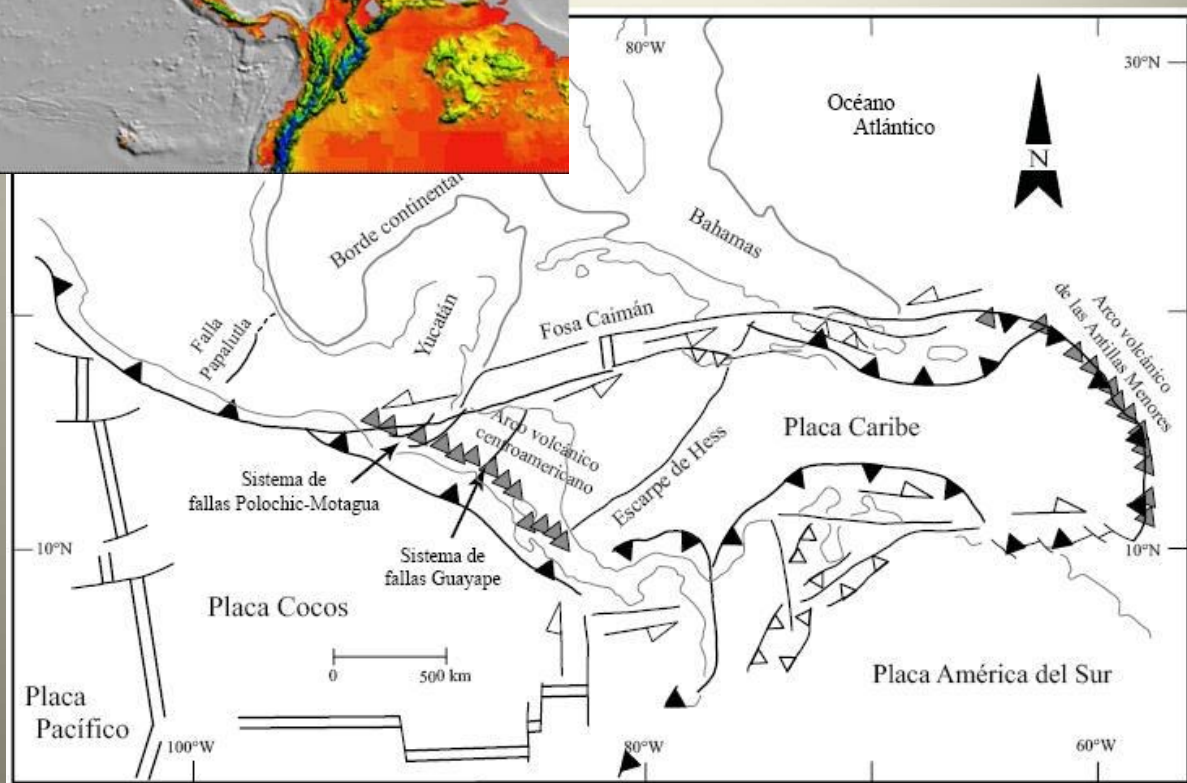 80°W
30°N
Océano
Atlántico
N
Borde continental
Bahamas
Yucatán
Fosa Caimán
Falla
Papalutla
Arco volcánico
de las Antillas Menores
Arco volcánico
centroamericano
Placa Caribe
Escarpe de Hess
Sistema de
fallas Polochic-Motagua
Sistema de
fallas Guayape
10°N
10°N
Placa Cocos
0
500 km
Placa América del Sur
Placa
Pacífico
100°W
80°W
60°W